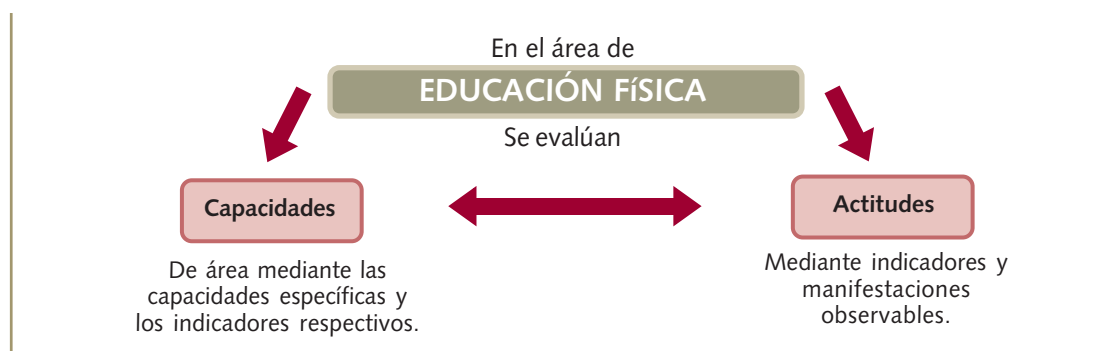 En el área de
EDUCACIÓN FíSICA
Se evalúan
Capacidades
De área mediante las
capacidades específicas y
los indicadores respectivos.
Actitudes
Mediante indicadores y
manifestaciones
observables.